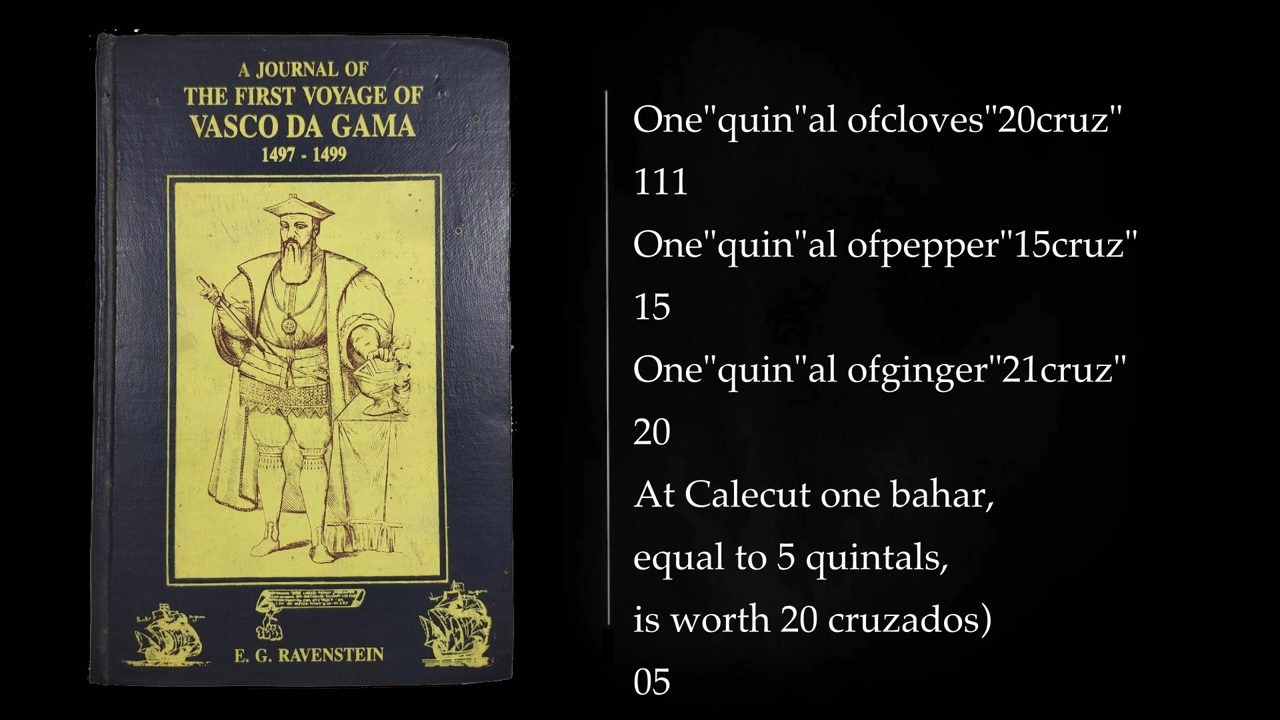 A JOURNAL OF
THE FIRST VOYAGE OF
VASCO DA GAMA
1497 - 1499
E. G. RAVENSTEIN
One"quin"al ofcloves"20cruz"
111
One"quin"al ofpepper"15cruz"
15
One"quin"al ofginger"21cruz"
20
At Calecut one bahar,
equal to 5 quintals,
is worth 20 cruzados)
05